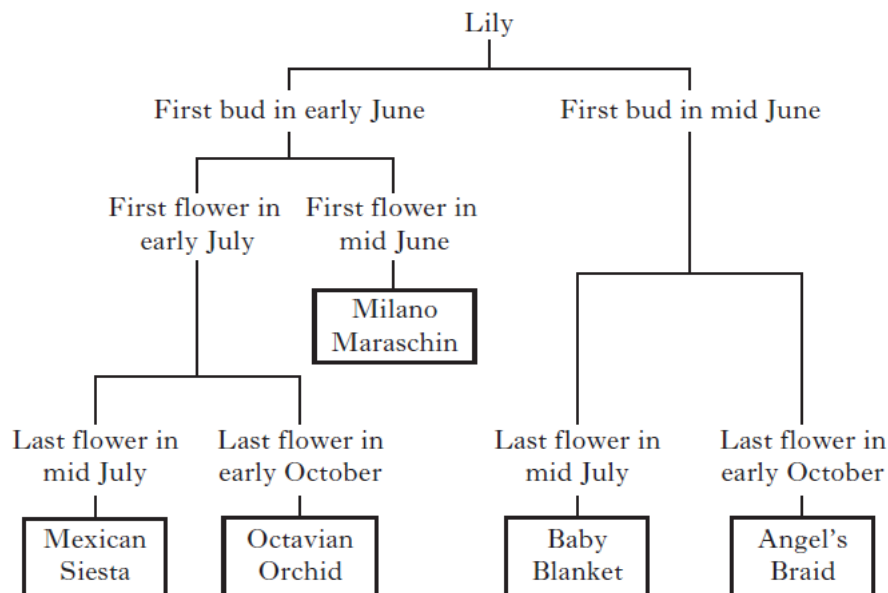 Lily
First bud in early June
First bud in mid June
First flower in
early July
First flower in
mid June
Milano
Maraschin
Last flower in
mid July
Last flower in
early October
Last flower in
mid July
Last flower in
early October
Mexican
Siesta
Octavian
Orchid
Baby
Blanket
Angel's
Braid